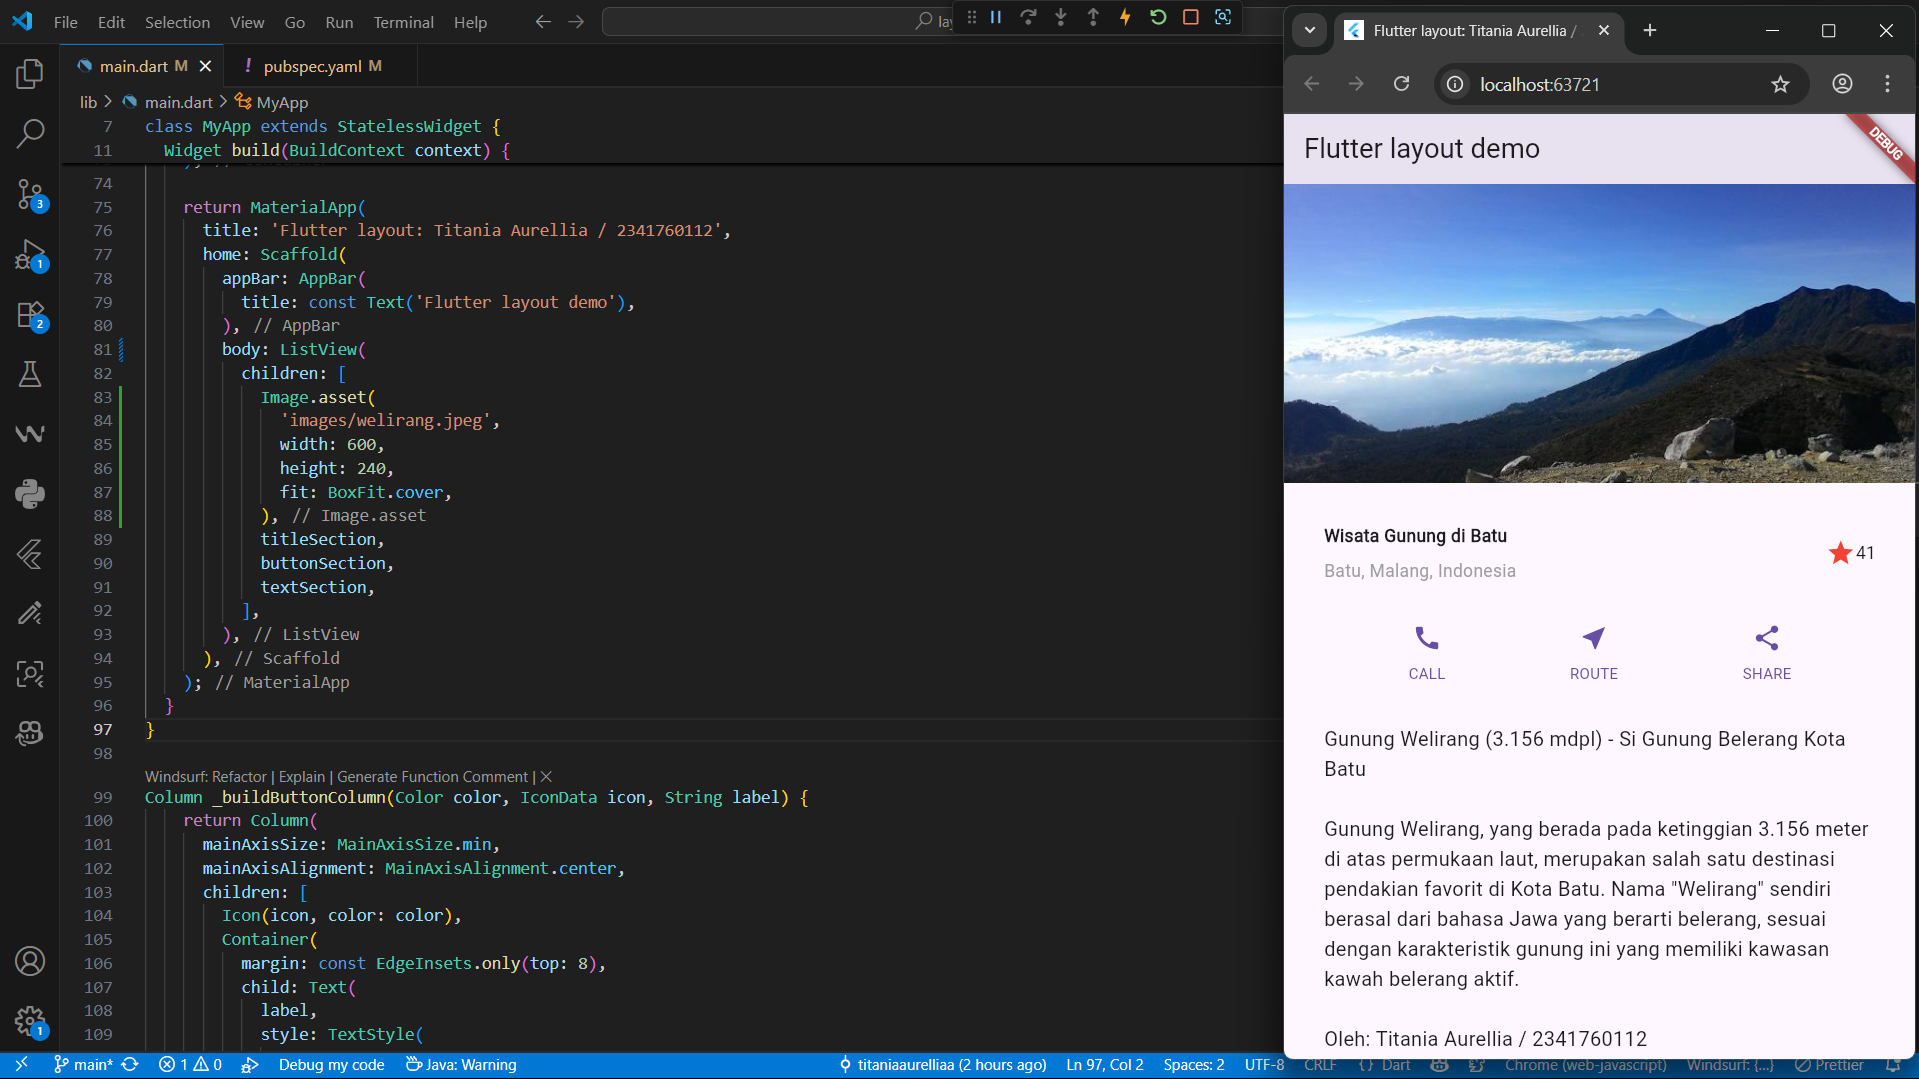 File Edit Selection View Go Run Terminal Help
main.dart M
pubspec.yaml M
lib > main.dart > MyApp
7 class MyApp extends StatelessWidget {
11 Widget build(BuildContext context) {
74
75 return MaterialApp(
76 title: 'Flutter layout: Titania Aurellia / 2341760112',
77 home: Scaffold(
78 appBar: AppBar(
79 title: const Text('Flutter layout demo'),
80 ), // AppBar
81 body: ListView(
82 children: [
83 Image.asset(
84 'images/welirang.jpeg',
85 width: 600,
86 height: 240,
87 fit: BoxFit.cover,
88 ), // Image.asset
89 titleSection,
90 buttonSection,
91 textSection,
92 ],
93 ), // ListView
94 ), // Scaffold
95 ); // MaterialApp
96 }
97 }
98
Windsurf: Refactor | Explain | Generate Function Comment | X
99 Column _buildButtonColumn(Color color, IconData icon, String label) {
100 return Column(
101 mainAxisSize: MainAxisSize.min,
102 mainAxisAlignment: MainAxisAlignment.center,
103 children: [
104 Icon(icon, color: color),
105 Container(
106 margin: const EdgeInsets.only(top: 8),
107 child: Text(
108 label,
109 style: TextStyle(
3
1
2
1
main* 1 0 Debug my code Java: Warning titaniaaurelliaa (2 hours ago) Ln 97, Col 2 Spaces: 2 UTF-8 CRLF {} Dart Chrome (web-javascript) Windsurf: {...} Prettier
Flutter layout: Titania Aurellia /
localhost:63721
Flutter layout demo
DEBUG
Wisata Gunung di Batu
Batu, Malang, Indonesia
41
CALL ROUTE SHARE
Gunung Welirang (3.156 mdpl) - Si Gunung Belerang Kota
Batu
Gunung Welirang, yang berada pada ketinggian 3.156 meter
di atas permukaan laut, merupakan salah satu destinasi
pendakian favorit di Kota Batu. Nama "Welirang" sendiri
berasal dari bahasa Jawa yang berarti belerang, sesuai
dengan karakteristik gunung ini yang memiliki kawasan
kawah belerang aktif.
Oleh: Titania Aurellia / 2341760112